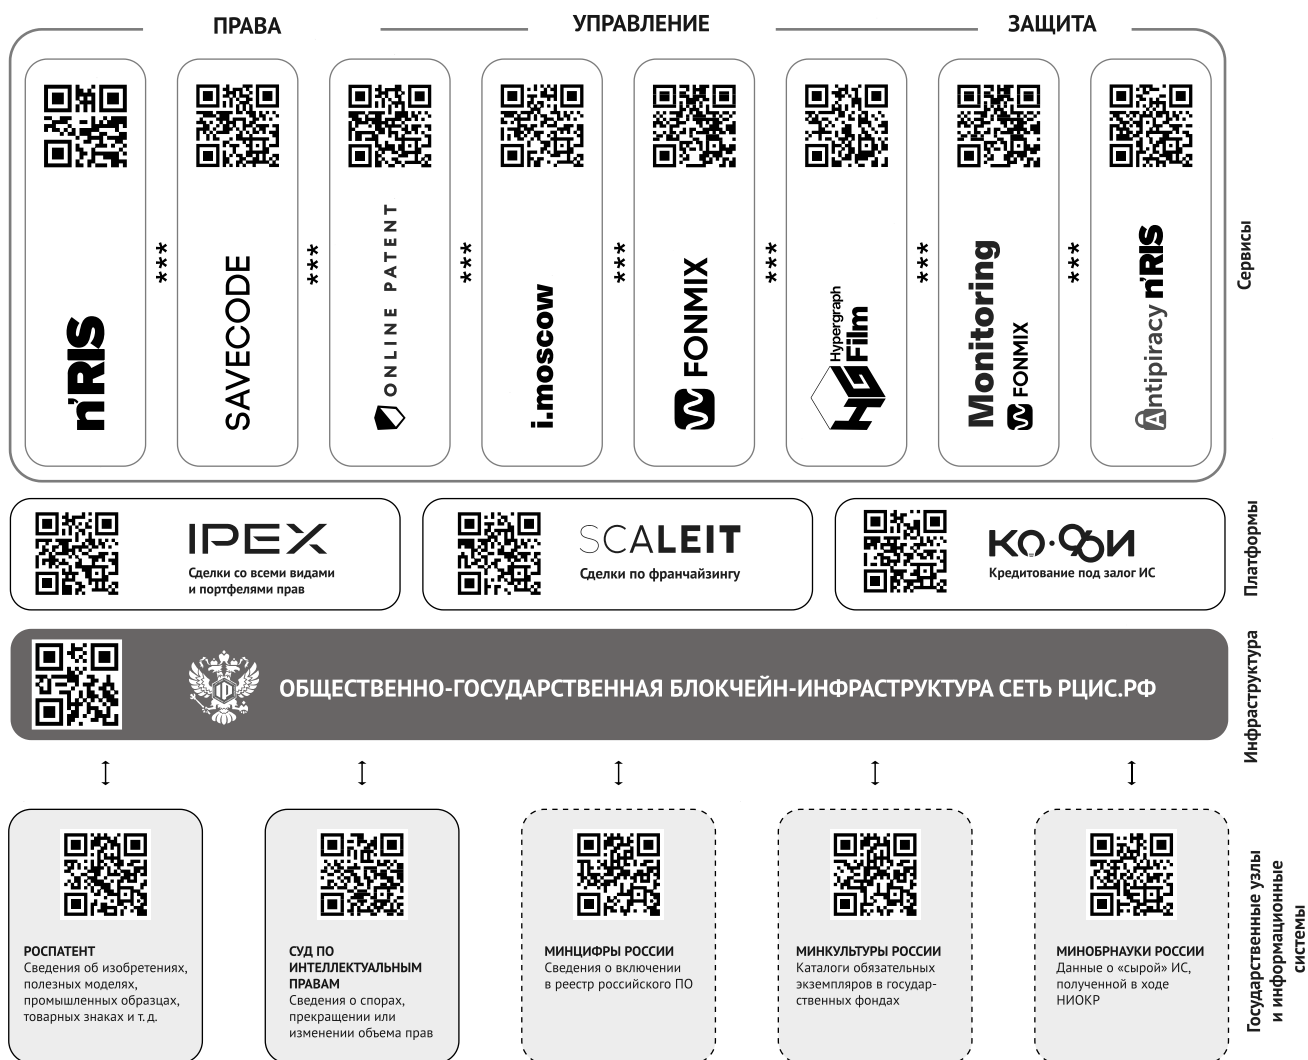 ПРАВА
УПРАВЛЕНИЕ
ЗАЩИТА
n'RIS
***
SAVECODE
***
ONLINE PATENT
***
i.moscow
***
FONMIX
***
HG
Hypergraph
Film
***
Monitoring
FONMIX
***
Antipiracy n'RIS
Сервисы
IPEX
Сделки со всеми видами
и портфелями прав
SCALEIT
Сделки по франчайзингу
Кредитование под залог ИС
Платформы
ОБЩЕСТВЕННО-ГОСУДАРСТВЕННАЯ БЛОКЧЕЙН-ИНФРАСТРУКТУРА СЕТЬ РЦИС.РФ
Инфраструктура
РОСПАТЕНТ
Сведения об изобретениях,
полезных моделях,
промышленных образцах,
товарных знаках и т. д.
СУД ПО
ИНТЕЛЛЕКТУАЛЬНЫМ
ПРАВАМ
Сведения о спорах,
прекращении или
изменении объема прав
МИНЦИФРЫ РОССИИ
Сведения о включении
в реестр российского ПО
МИНКУЛЬТУРЫ РОССИИ
Каталоги обязательных
экземпляров в государ-
ственных фондах
МИНОБРНАУКИ РОССИИ
Данные о «сырой» ИС,
полученной в ходе
НИОКР
Государственные узлы
и информационные
системы